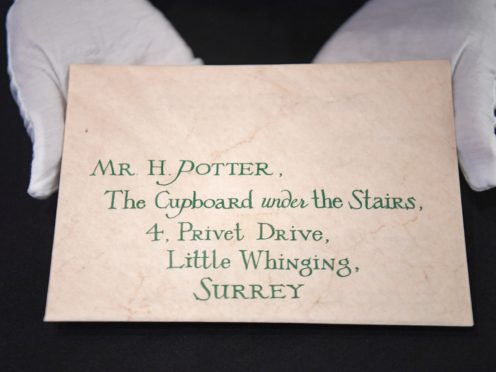 MR. H. POTTER,
The Cupboard under the Stairs,
4, Privet Drive,
Little Whinging,
SURREY